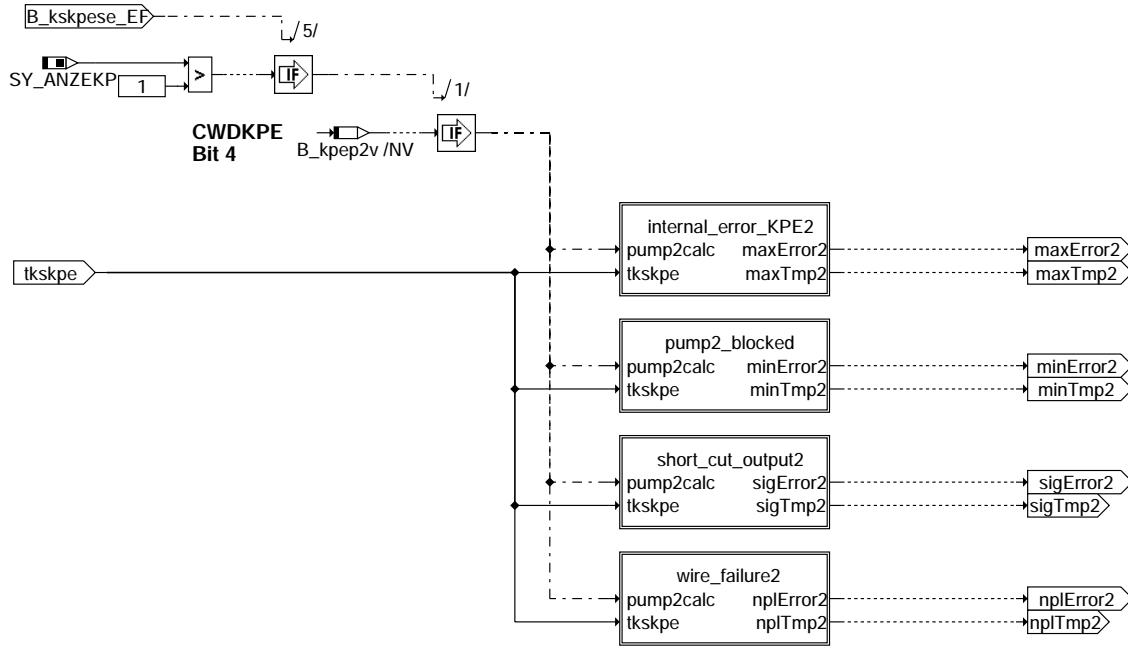 B_kskpese_EF
5/
SY_ANZEKP
1
>
IF
1/
CWDKPE
Bit 4
B_kpep2v /NV
IF
tkskpe
internal_error_KPE2
pump2calc maxError2
tkskpe maxTmp2
maxError2
maxTmp2
pump2_blocked
pump2calc minError2
tkskpe minTmp2
minError2
minTmp2
short_cut_output2
pump2calc sigError2
tkskpe sigTmp2
sigError2
sigTmp2
wire_failure2
pump2calc nplError2
tkskpe nplTmp2
nplError2
nplTmp2